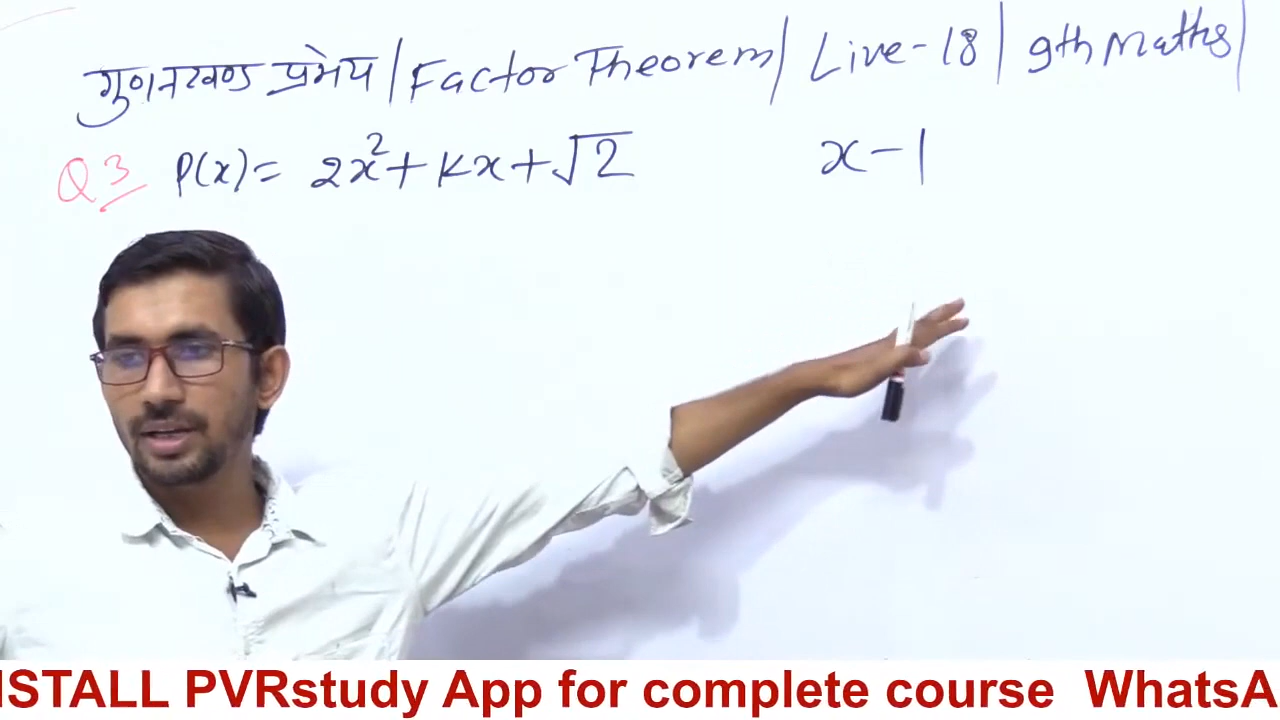 गुणनखण्ड प्रमेय | Factor Theorem | Live-18 | 9th Maths |
Q3 P(x) = 2x² + kx + √2 x - 1
NSTALL PVRstudy App for complete course WhatsA